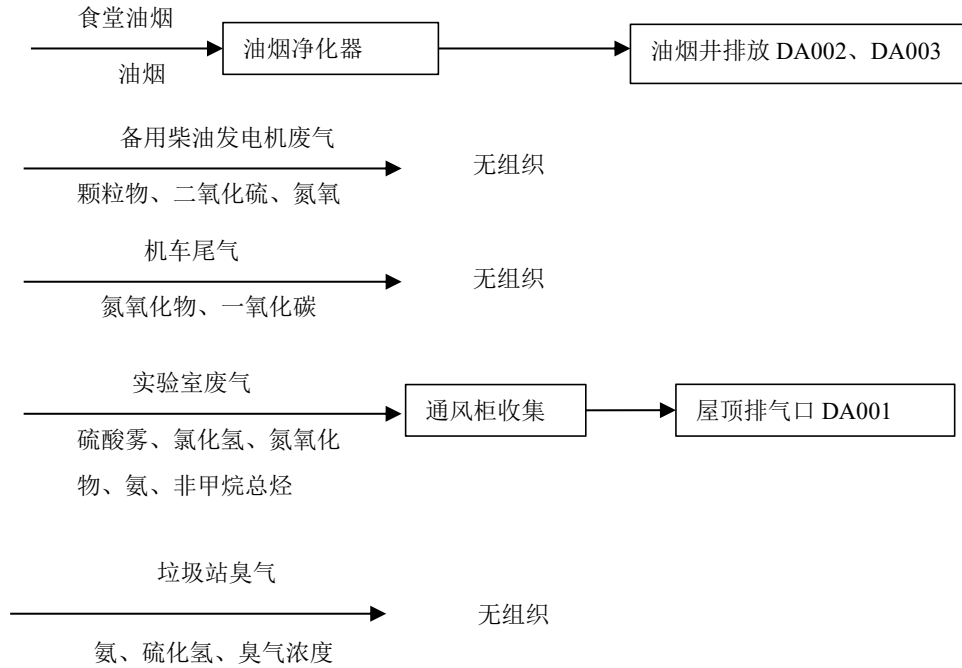 食堂油烟
油烟
油烟净化器
油烟井排放 DA002、DA003
备用柴油发电机废气
颗粒物、二氧化硫、氮氧
无组织
机车尾气
氮氧化物、一氧化碳
无组织
实验室废气
硫酸雾、氯化氢、氮氧化
物、氨、非甲烷总烃
通风柜收集
屋顶排气口 DA001
垃圾站臭气
氨、硫化氢、臭气浓度
无组织